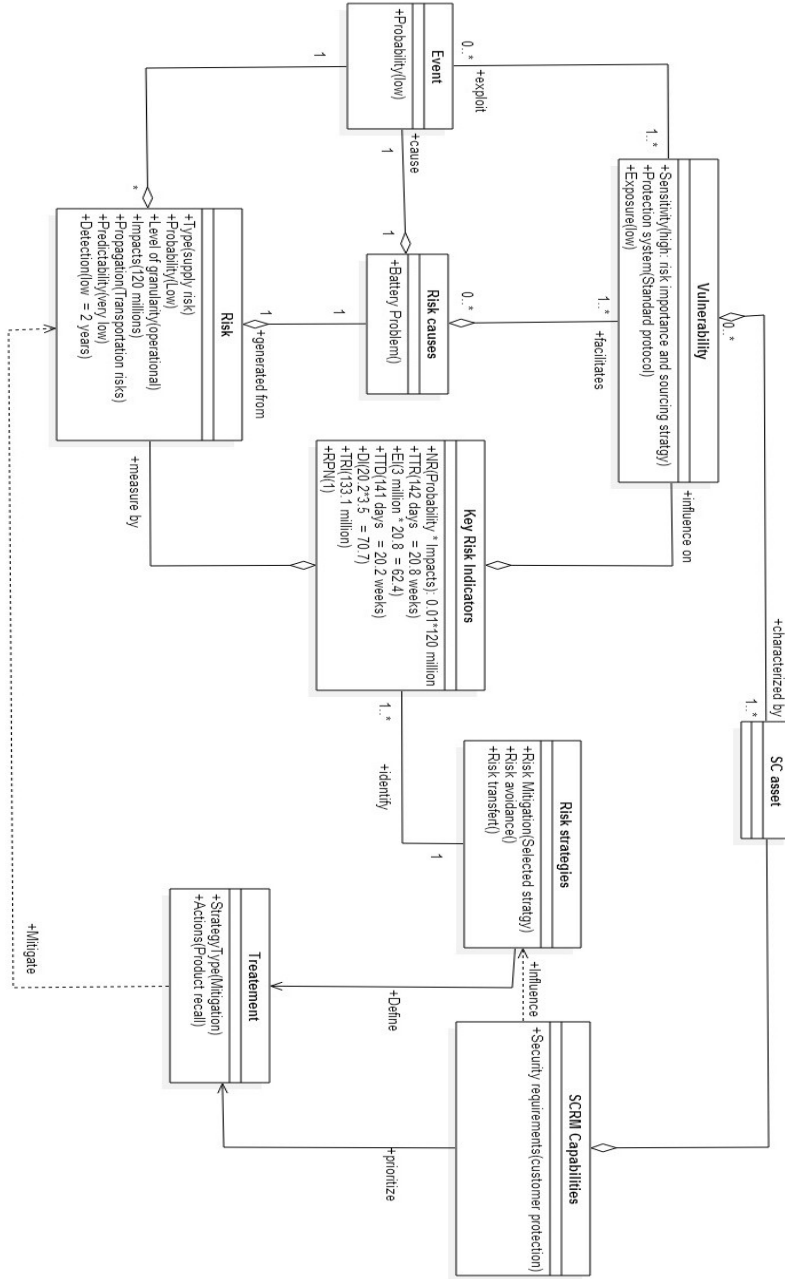 SC asset
+characterized by
1..*
0..*
Vulnerability
+Sensitivity(high: risk importance and sourcing stratgy)
+Protection system(Standard protocol)
+Exposure(low)
1..*
0..*
+exploit
Event
+Probability(low)
+cause
1
1
Risk causes
+Battery Problem()
0..*
1..*
+facilitates
+influence on
1
*
1
1
+generated from
Risk
+Type(supply risk)
+Probability(Low)
+Level of granularity(operational)
+Impacts(120 millions)
+Propagation(Transportation risks)
+Predictability(very low)
+Detection(low = 2 years)
+measure by
Key Risk Indicators
+NR(Probability * Impacts): 0.01*120 million
+TTR(142 days = 20.8 weeks)
+EI(3 million * 20.8 = 62.4)
+TTD(141 days = 20.2 weeks)
+DI(20.2*3.5 = 70.7)
+TRI(133.1 million)
+RPN(1)
1..*
+identify
1
Risk strategies
+Risk Mitigation(Selected stratgy)
+Risk avoidance()
+Risk transfert()
+Influence
SCRM Capabilities
+Security requirements(customer protection)
+Define
+prioritize
Treatement
+StrategyType(Mitigation)
+Actions(Product recall)
+Mitigate